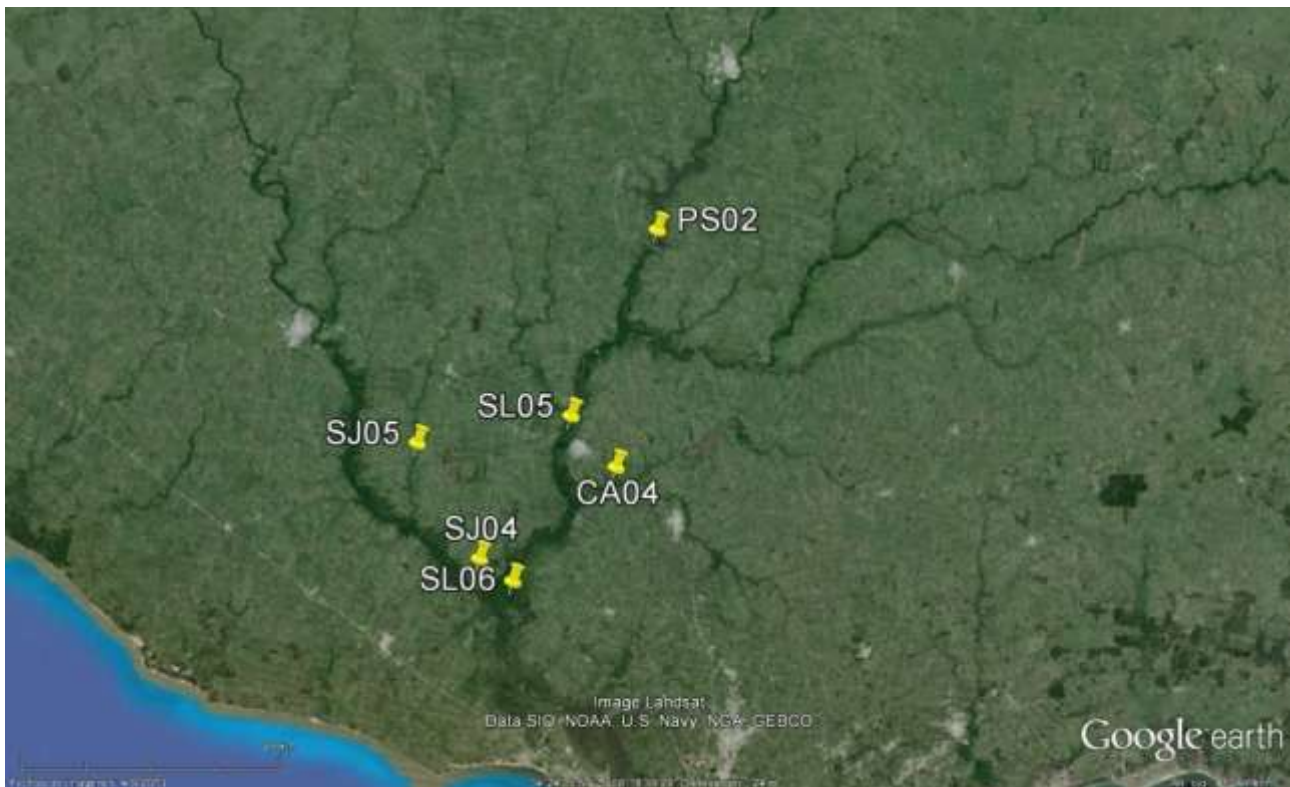 PS02
SL05
SJ05
CA04
SJ04
SL06
Image Landsat
Data SIO, NOAA, U.S. Navy, NGA, GEBCO
Google earth